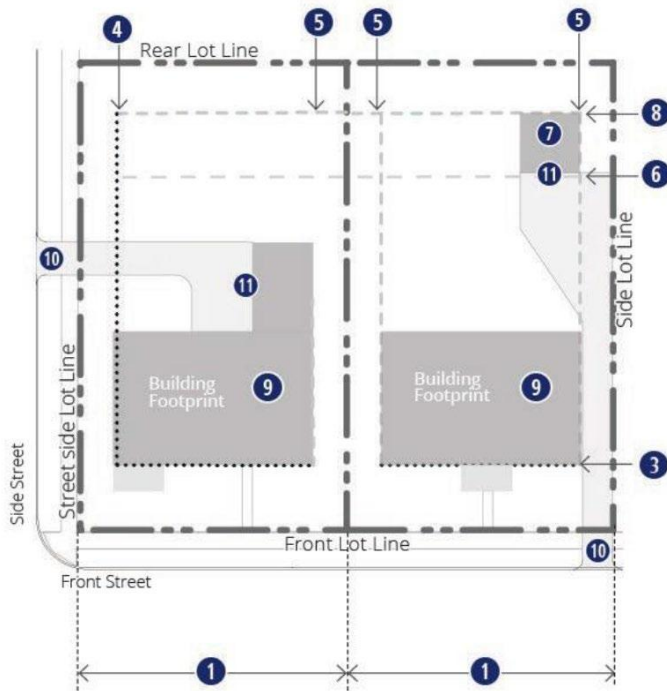 4
5
5
5
Rear Lot Line
8
7
11
6
10
11
Side Lot Line
Street side Lot Line
Building
Footprint
9
Building
Footprint
9
Side Street
3
Front Lot Line
10
Front Street
1
1